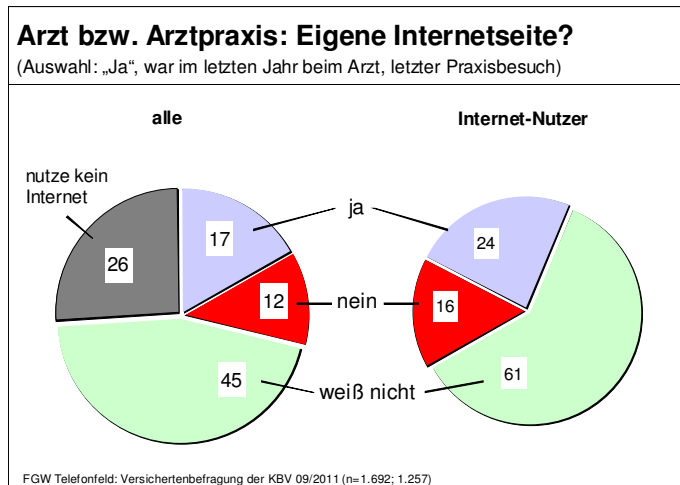 Arzt bzw. Arztpraxis: Eigene Internetseite?
(Auswahl: „Ja", war im letzten Jahr beim Arzt, letzter Praxisbesuch)
alle
Internet-Nutzer
nutze kein
Internet
ja
26
17
24
12
nein
16
45
weiß nicht
61
FGW Telefonfeld: Versichertenbefragung der KBV 09/2011 (n=1.692; 1.257)